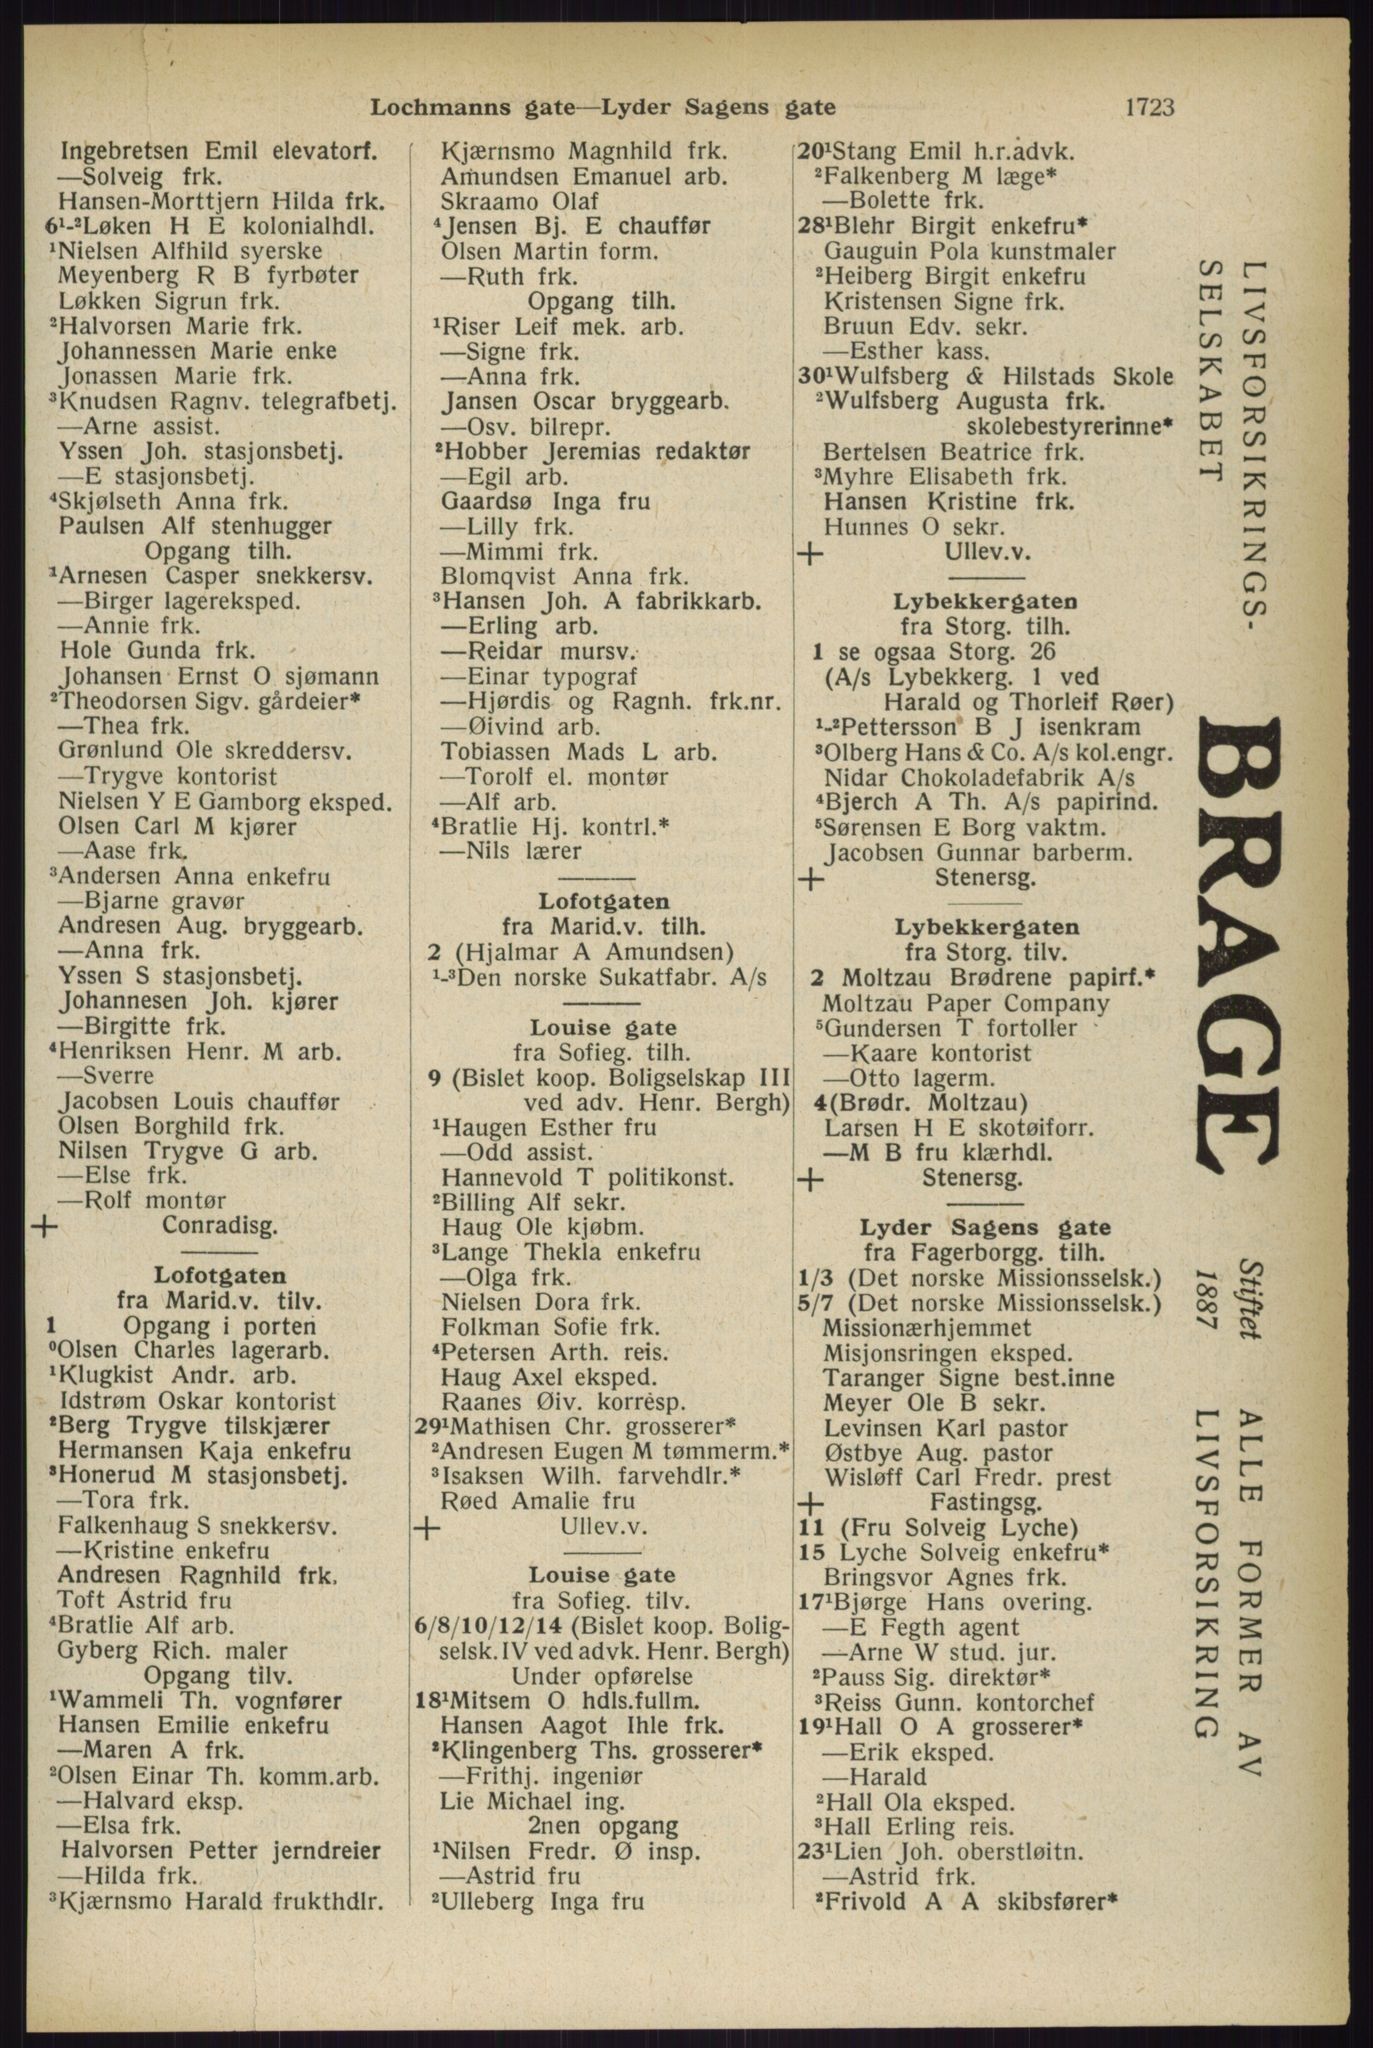 Lochmanns gate—Lyder Sagens gate 1723
Ingebretsen Emil elevatorf.
—Solveig frk.
Hansen-Morttjern Hilda frk.
6¹-²Løken H E kolonialhdl.
¹Nielsen Alfhild syerske
Meyenberg R B fyrbøter
Løkken Sigrun frk.
²Halvorsen Marie frk.
Johannessen Marie enke
Jonassen Marie frk.
³Knudsen Ragnv. telegrafbetj.
—Arne assist.
Yssen Joh. stasjonsbetj.
—E stasjonsbetj.
⁴Skjølseth Anna frk.
Paulsen Alf stenhugger
Opgang tilh.
¹Arnesen Casper snekkersv.
—Birger lagereksped.
—Annie frk.
Hole Gunda frk.
Johansen Ernst O sjømann
²Theodorsen Sigv. gårdeier*
—Thea frk.
Grønlund Ole skreddersv.
—Trygve kontorist
Nielsen Y E Gamborg eksped.
Olsen Carl M kjører
—Aase frk.
³Andersen Anna enkefru
—Bjarne gravør
Andresen Aug. bryggearb.
—Anna frk.
Yssen S stasjonsbetj.
Johannesen Joh. kjører
—Birgitte frk.
⁴Henriksen Henr. M arb.
—Sverre
Jacobsen Louis chauffør
Olsen Borghild frk.
Nilsen Trygve G arb.
—Else frk.
—Rolf montør
+ Conradisg.
Lofotgaten
fra Marid.v. tilv.
1 Opgang i porten
⁰Olsen Charles lagerarb.
¹Klugkist Andr. arb.
Idstrøm Oskar kontorist
²Berg Trygve tilskjærer
Hermansen Kaja enkefru
³Honerud M stasjonsbetj.
—Tora frk.
Falkenhaug S snekkersv.
—Kristine enkefru
Andresen Ragnhild frk.
Toft Astrid fru
⁴Bratlie Alf arb.
Gyberg Rich. maler
Opgang tilv.
¹Wammeli Th. vognfører
Hansen Emilie enkefru
—Maren A frk.
²Olsen Einar Th. komm.arb.
—Halvard eksp.
—Elsa frk.
Halvorsen Petter jerndreier
—Hilda frk.
³Kjærnsmo Harald frukthdlr.
Kjærnsmo Magnhild frk.
Amundsen Emanuel arb.
Skraamo Olaf
⁴Jensen Bj. E chauffør
Olsen Martin form.
—Ruth frk.
Opgang tilh.
¹Riser Leif mek. arb.
—Signe frk.
—Anna frk.
Jansen Oscar bryggearb.
—Osv. bilrepr.
²Hobber Jeremias redaktør
—Egil arb.
Gaardsø Inga fru
—Lilly frk.
—Mimmi frk.
Blomqvist Anna frk.
³Hansen Joh. A fabrikkarb.
—Erling arb.
—Reidar mursv.
—Einar typograf
—Hjørdis og Ragnh. frk.nr.
—Øivind arb.
Tobiassen Mads L arb.
—Torolf el. montør
—Alf arb.
⁴Bratlie Hj. kontrl.*
—Nils lærer
Lofotgaten
fra Marid.v. tilh.
2 (Hjalmar A Amundsen)
¹-³Den norske Sukatfabr. A/s
Louise gate
fra Sofieg. tilh.
9 (Bislet koop. Boligselskap III
ved adv. Henr. Bergh)
¹Haugen Esther fru
—Odd assist.
Hannevold T politikonst.
²Billing Alf sekr.
Haug Ole kjøbm.
³Lange Thekla enkefru
—Olga frk.
Nielsen Dora frk.
Folkman Sofie frk.
⁴Petersen Arth. reis.
Haug Axel eksped.
Raanes Øiv. korresp.
29¹Mathisen Chr. grosserer*
²Andresen Eugen M tømmerm.*
³Isaksen Wilh. farvehdlr.*
Røed Amalie fru
+ Ullev.v.
Louise gate
fra Sofieg. tilv.
6/8/10/12/14 (Bislet koop. Bolig-
selsk. IV ved advk. Henr. Bergh)
Under opførelse
18¹Mitsem O hdls.fullm.
Hansen Aagot Ihle frk.
²Klingenberg Ths. grosserer*
—Frithj. ingeniør
Lie Michael ing.
2nen opgang
¹Nilsen Fredr. Ø insp.
—Astrid fru
²Ulleberg Inga fru
20¹Stang Emil h.r.advk.
²Falkenberg M læge*
—Bolette frk.
28¹Blehr Birgit enkefru*
Gauguin Pola kunstmaler
²Heiberg Birgit enkefru
Kristensen Signe frk.
Bruun Edv. sekr.
—Esther kass.
30¹Wulfsberg & Hilstads Skole
²Wulfsberg Augusta frk.
skolebestyrerinne*
Bertelsen Beatrice frk.
³Myhre Elisabeth frk.
Hansen Kristine frk.
Hunnes O sekr.
+ Ullev.v.
Lybekkergaten
fra Storg. tilh.
1 se ogsaa Storg. 26
(A/s Lybekkerg. 1 ved
Harald og Thorleif Røer)
¹-²Pettersson B J isenkram
³Olberg Hans & Co. A/s kol.engr.
Nidar Chokoladefabrik A/s
⁴Bjerch A Th. A/s papirind.
⁵Sørensen E Borg vaktm.
Jacobsen Gunnar barberm.
+ Stenersg.
Lybekkergaten
fra Storg. tilv.
2 Moltzau Brødrene papirf.*
Moltzau Paper Company
⁵Gundersen T fortoller
—Kaare kontorist
—Otto lagerm.
4(Brødr. Moltzau)
Larsen H E skotøiforr.
—M B fru klærhdl.
+ Stenersg.
Lyder Sagens gate
fra Fagerborgg. tilh.
1/3 (Det norske Missionsselsk.)
5/7 (Det norske Missionsselsk.)
Missionærhjemmet
Misjonsringen eksped.
Taranger Signe best.inne
Meyer Ole B sekr.
Levinsen Karl pastor
Østbye Aug. pastor
Wisløff Carl Fredr. prest
+ Fastingsg.
11 (Fru Solveig Lyche)
15 Lyche Solveig enkefru*
Bringsvor Agnes frk.
17¹Bjørge Hans overing.
—E Fegth agent
—Arne W stud. jur.
²Pauss Sig. direktør*
³Reiss Gunn. kontorchef
19¹Hall O A grosserer*
—Erik eksped.
—Harald
²Hall Ola eksped.
³Hall Erling reis.
23¹Lien Joh. oberstløitn.
—Astrid frk.
²Frivold A A skibsfører*
LIVSFORSIKRINGS-
SELSKABET
BRAGE
Stiftet
1887
ALLE FORMER AV
LIVSFORSIKRING